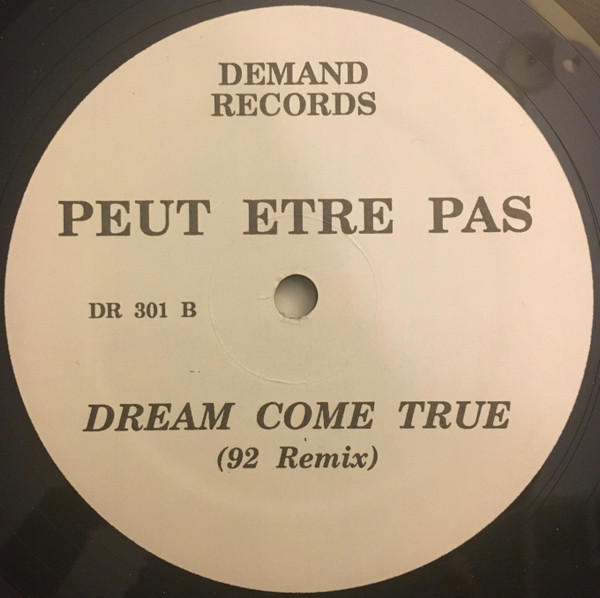 DEMAND
RECORDS
PEUT ETRE PAS
DR 301 B
DREAM COME TRUE
(92 Remix)